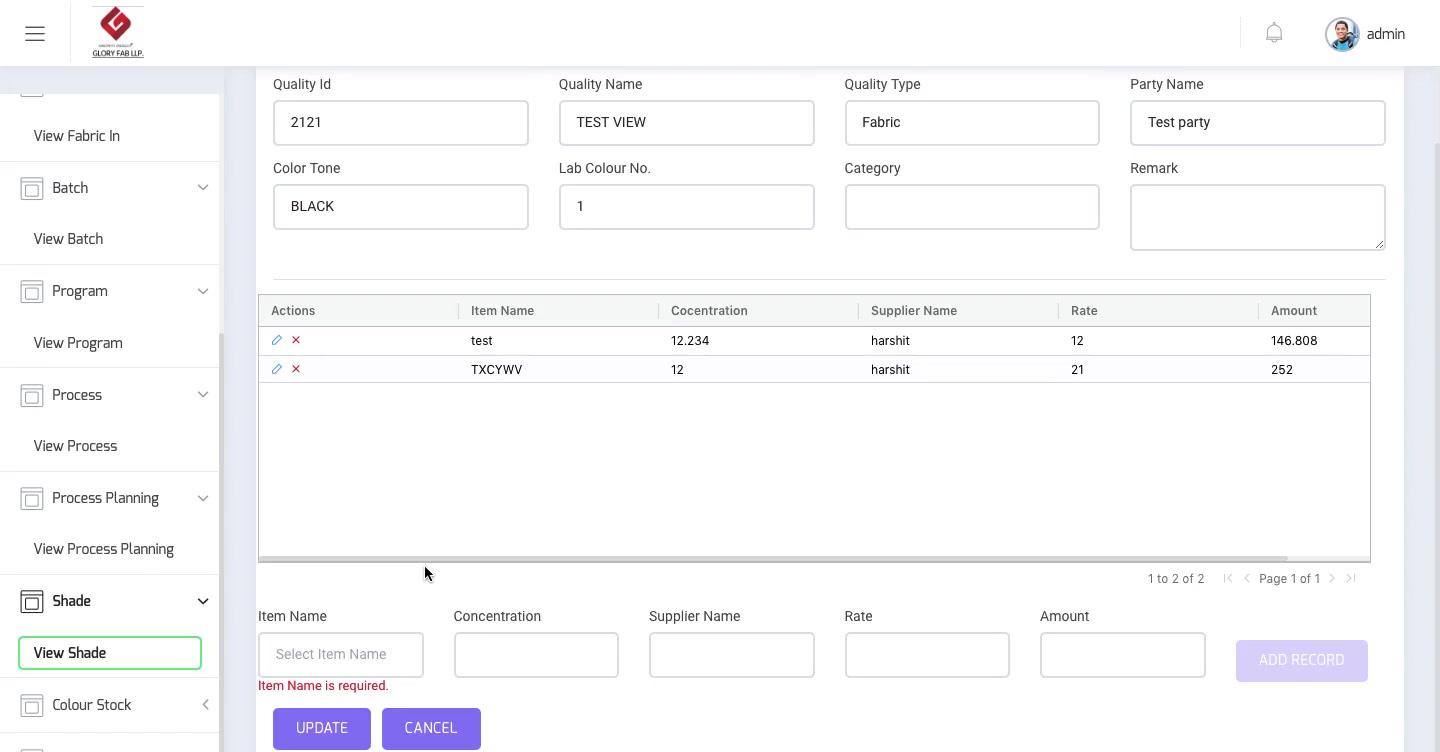 GLORY FAB LLP.
admin
Quality Id
Quality Name
Quality Type
Party Name
2121
TEST VIEW
Fabric
Test party
View Fabric In
Color Tone
Lab Colour No.
Category
Remark
Batch
BLACK
1
View Batch
Program
Actions
Item Name
Cocentration
Supplier Name
Rate
Amount
View Program
test
12.234
harshit
12
146.808
TXCYWV
12
harshit
21
252
Process
View Process
Process Planning
View Process Planning
1 to 2 of 2
Page 1 of 1
Shade
Item Name
Concentration
Supplier Name
Rate
Amount
View Shade
Select Item Name
ADD RECORD
Item Name is required.
Colour Stock
UPDATE
CANCEL